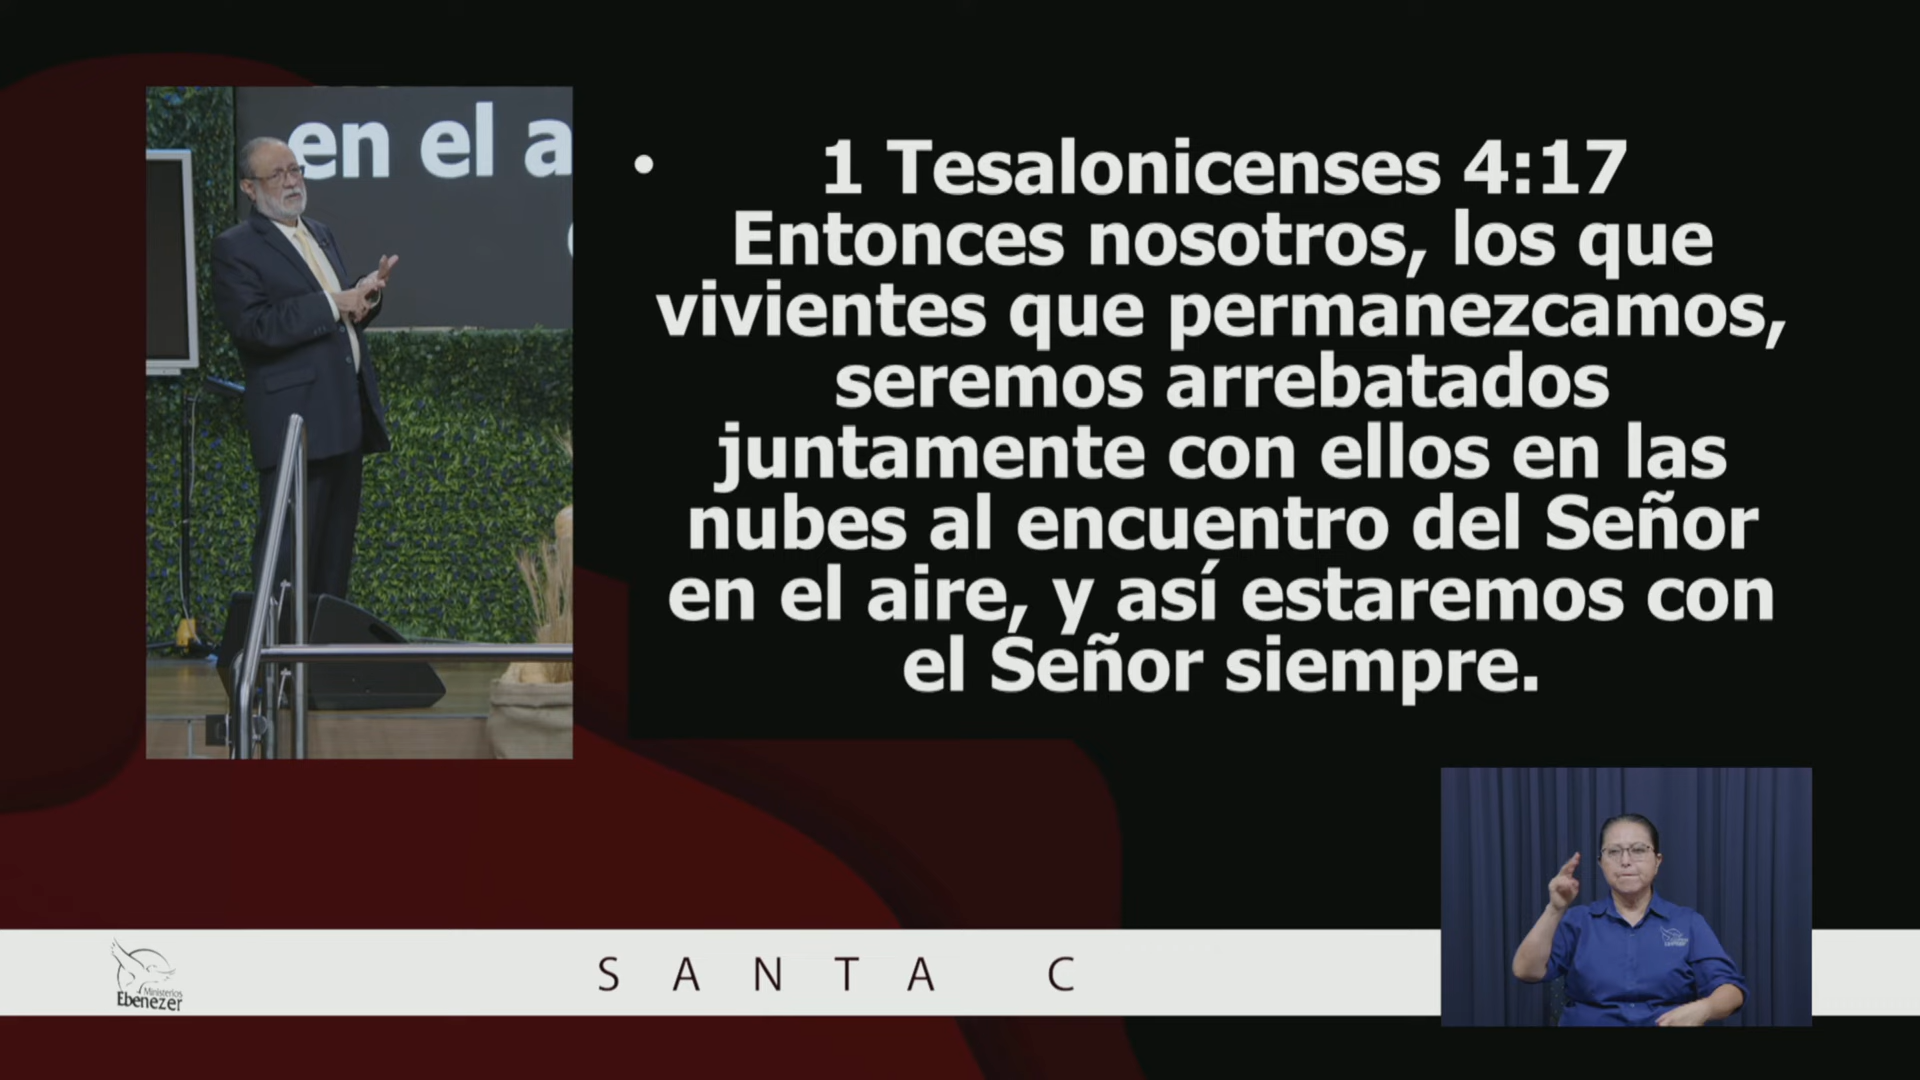 en el a
• 1 Tesalonicenses 4:17
Entonces nosotros, los que
vivientes que permanezcamos,
seremos arrebatados
juntamente con ellos en las
nubes al encuentro del Señor
en el aire, y así estaremos con
el Señor siempre.
Ministerios
Ebenezer
SANTA C